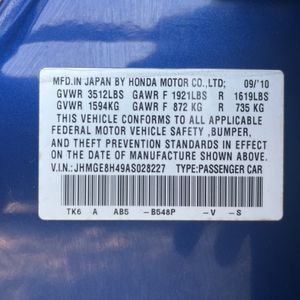 MFD.IN JAPAN BY HONDA MOTOR CO.,LTD; 09/'10
GVWR 3512LBS GAWR F 1921LBS R 1619LBS
GVWR 1594KG GAWR F 872 KG R 735 KG
THIS VEHICLE CONFORMS TO ALL APPLICABLE
FEDERAL MOTOR VEHICLE SAFETY ,BUMPER,
AND THEFT PREVENTION STANDARDS IN EFFECT
ON THE DATE OF MANUFACTURE SHOWN ABOVE.
V.I.N.: JHMGE8H49AS028227 TYPE:PASSENGER CAR
TK6 A AB5 -B548P -V -S